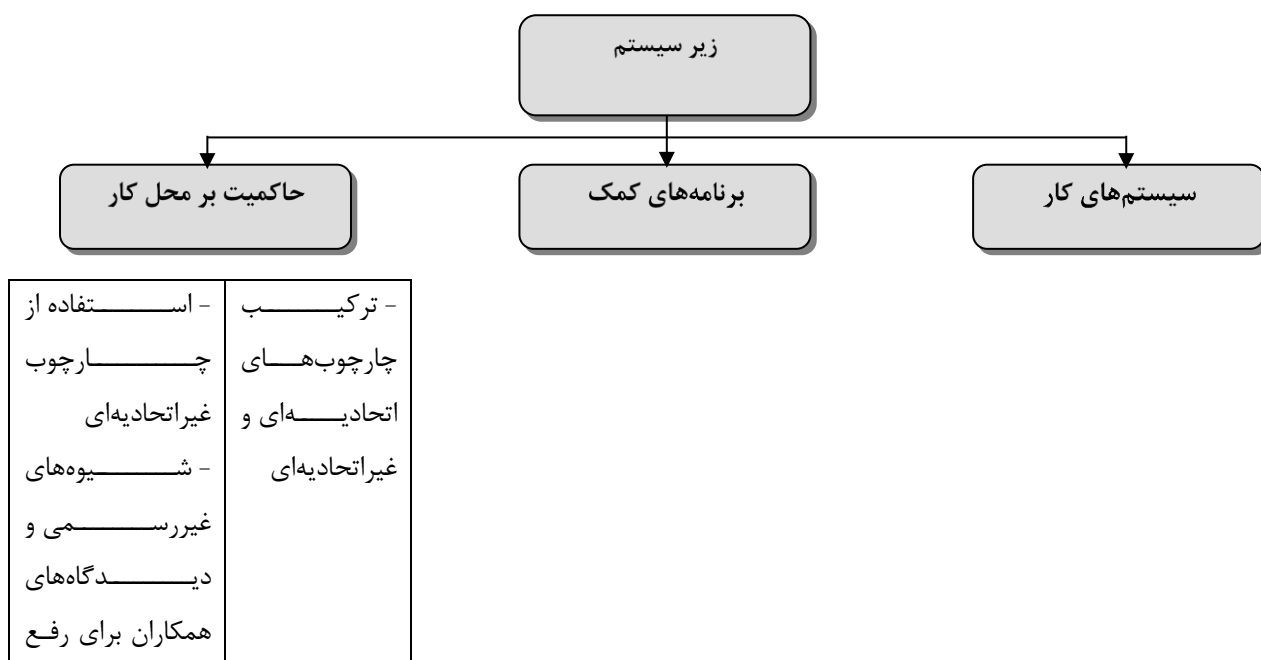 زیر سیستم
سیستم‌های کار
برنامه‌های کمک
حاکمیت بر محل کار
- ترکیب
چارچوب‌های
اتحادیه‌ای و
غیراتحادیه‌ای
- استفاده از
چارچوب
غیراتحادیه‌ای
- شیوه‌های
غیررسمی و
دیدگاه‌های
همکاران برای رفع